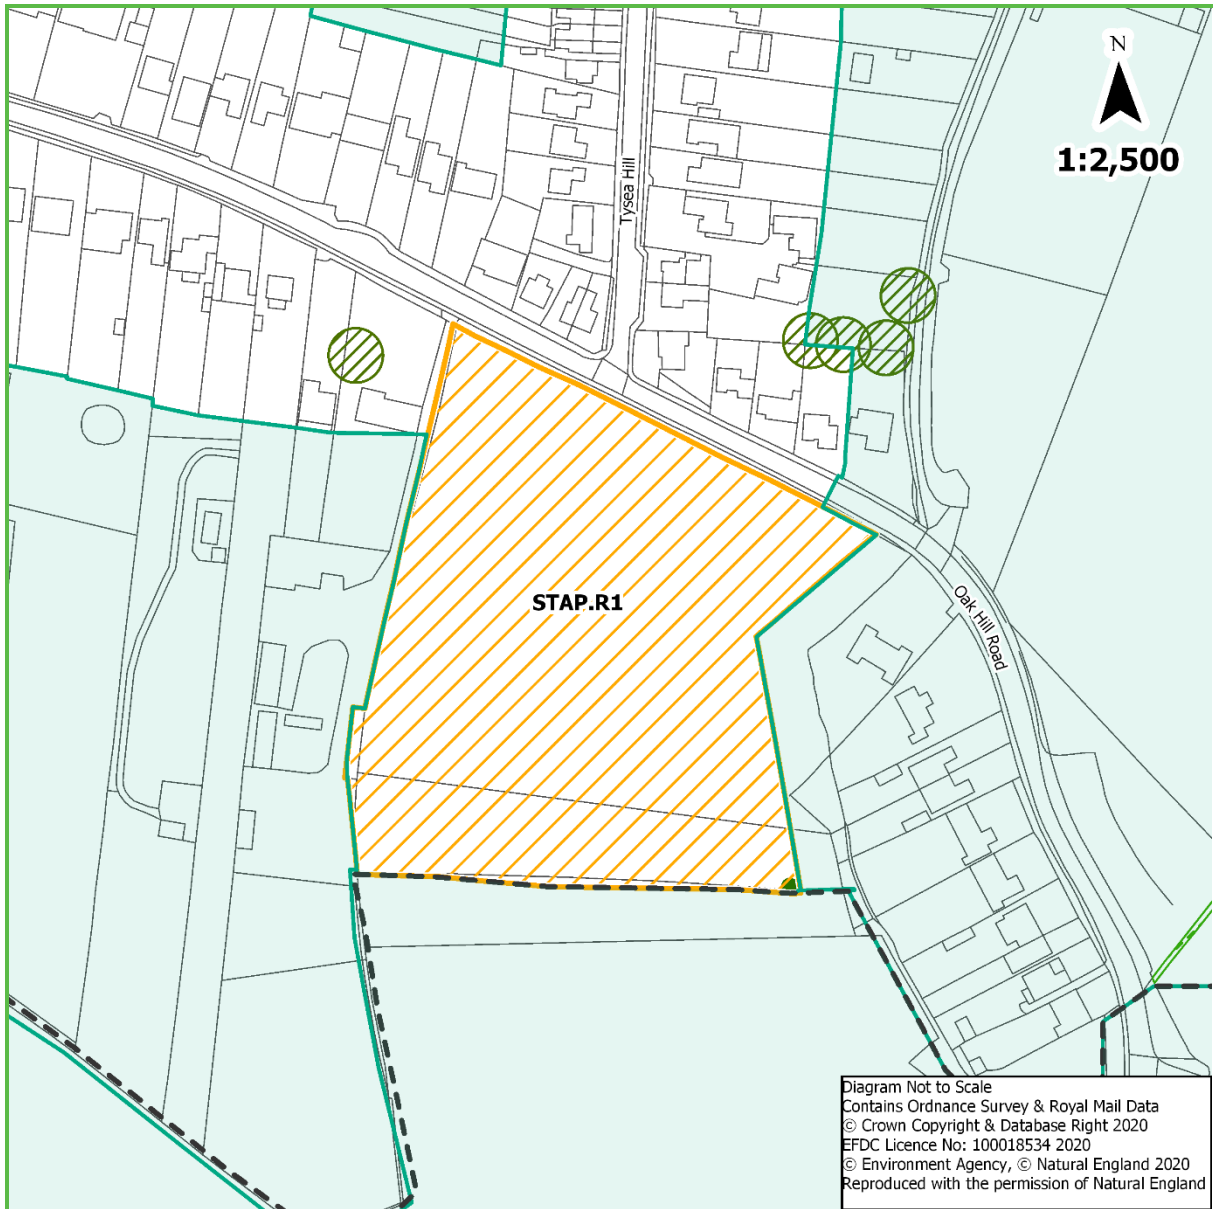 N
1:2,500
Tysea Hill
STAP.R1
Oak Hill Road
Diagram Not to Scale
Contains Ordnance Survey & Royal Mail Data
© Crown Copyright & Database Right 2020
EFDC Licence No: 100018534 2020
© Environment Agency, © Natural England 2020
Reproduced with the permission of Natural England